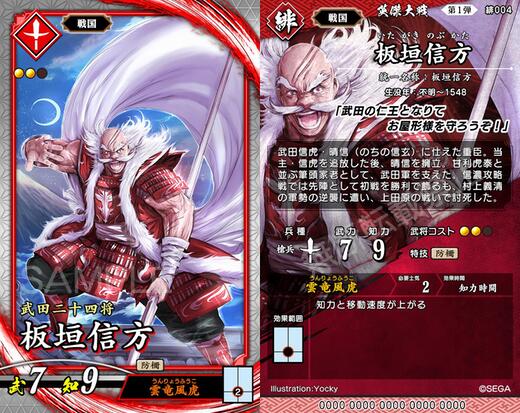 戦国
SAMPLE
武田二十四将
板垣信方
防柵
武7 知9
うんりょうふうこ
雲竜風虎
2
緋
戦国
英傑大戦
第1弾
緋004
いたがき のぶかた
板垣信方
統一名称:板垣信方
生没年 不明~1548
「武田の仁王となりて
お屋形様を守ろうぞ!」
武田信虎・晴信(のちの信玄)に仕えた重臣。当
主・信虎を追放した後、晴信を擁立。甘利虎泰と
並ぶ筆頭家老として、武田軍を支えた。信濃攻略
戦では先陣として初戦を勝利で飾るも、村上義清
の軍勢の逆襲に遭い、上田原の戦いで討死した。
兵種 武力 知力 武将コスト
槍兵 7 9 特技 防柵
うんりょうふうこ 必要士気 効果時間
雲竜風虎 2 知力時間
知力と移動速度が上がる
効果範囲
Illustration:Yocky
©SEGA
0000-0000-0000-0000-0000